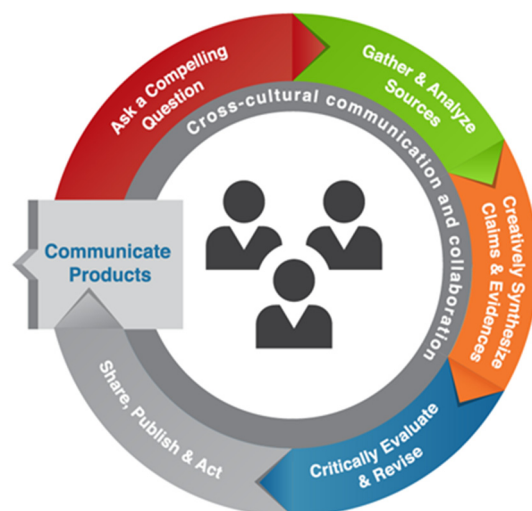 Ask a Compelling
Question
Gather & Analyze
Sources
Creatively Synthesize
Claims & Evidences
Critically Evaluate
& Revise
Share, Publish & Act
Communicate
Products
Cross-cultural communication and collaboration